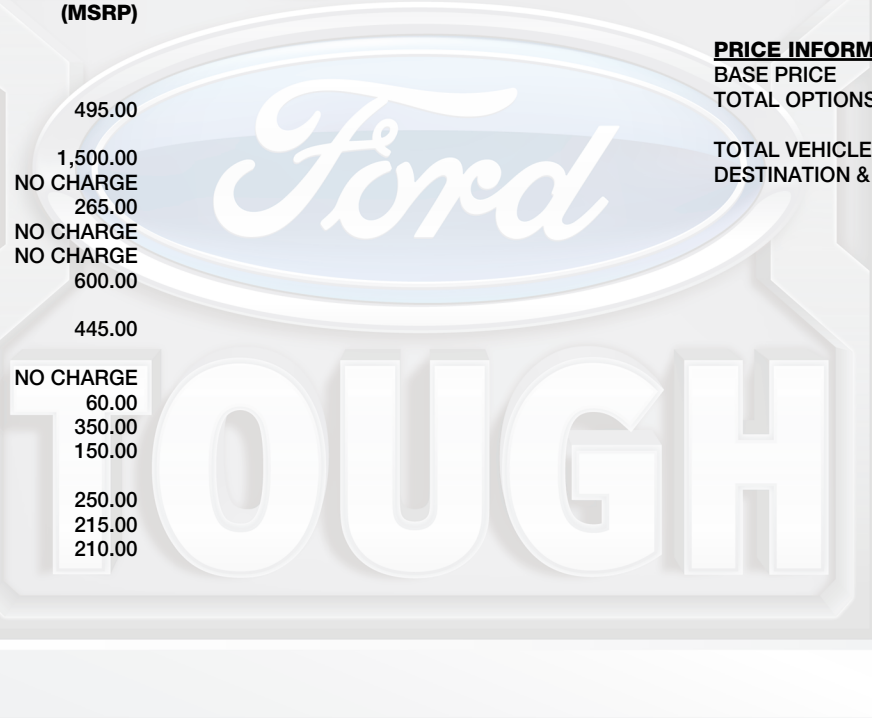 (MSRP)
495.00
1,500.00
NO CHARGE
265.00
NO CHARGE
NO CHARGE
600.00
445.00
NO CHARGE
60.00
350.00
150.00
250.00
215.00
210.00
PRICE INFORM
BASE PRICE
TOTAL OPTIONS
TOTAL VEHICLE
DESTINATION &
Ford
TOUGH